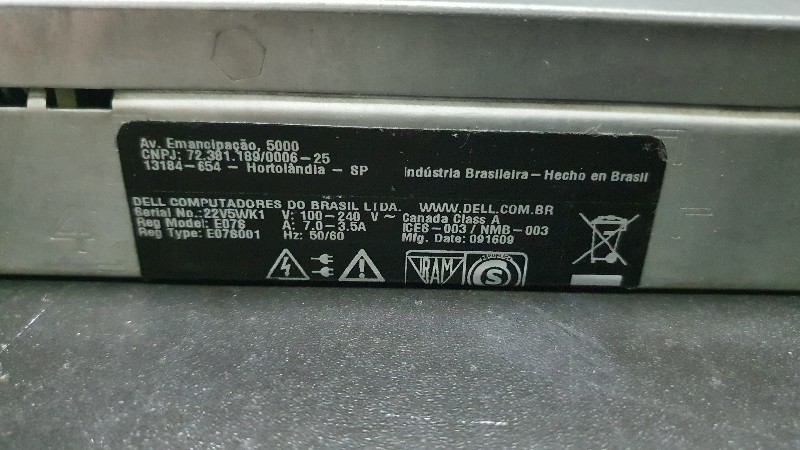 Av. Emancipação, 5000
CNPJ: 72.381.189/0006-25
13184-654 - Hortolândia - SP
Indústria Brasileira - Hecho en Brasil
DELL COMPUTADORES DO BRASIL LTDA. WWW.DELL.COM.BR
Serial No.:22V5WK1 V: 100-240 V~ Canada Class A
Reg Model: E07S A: 7.0-3.5A ICES-003 / NMB-003
Reg Type: E07S001 Hz: 50/60 Mfg. Date: 091609
IRAM S